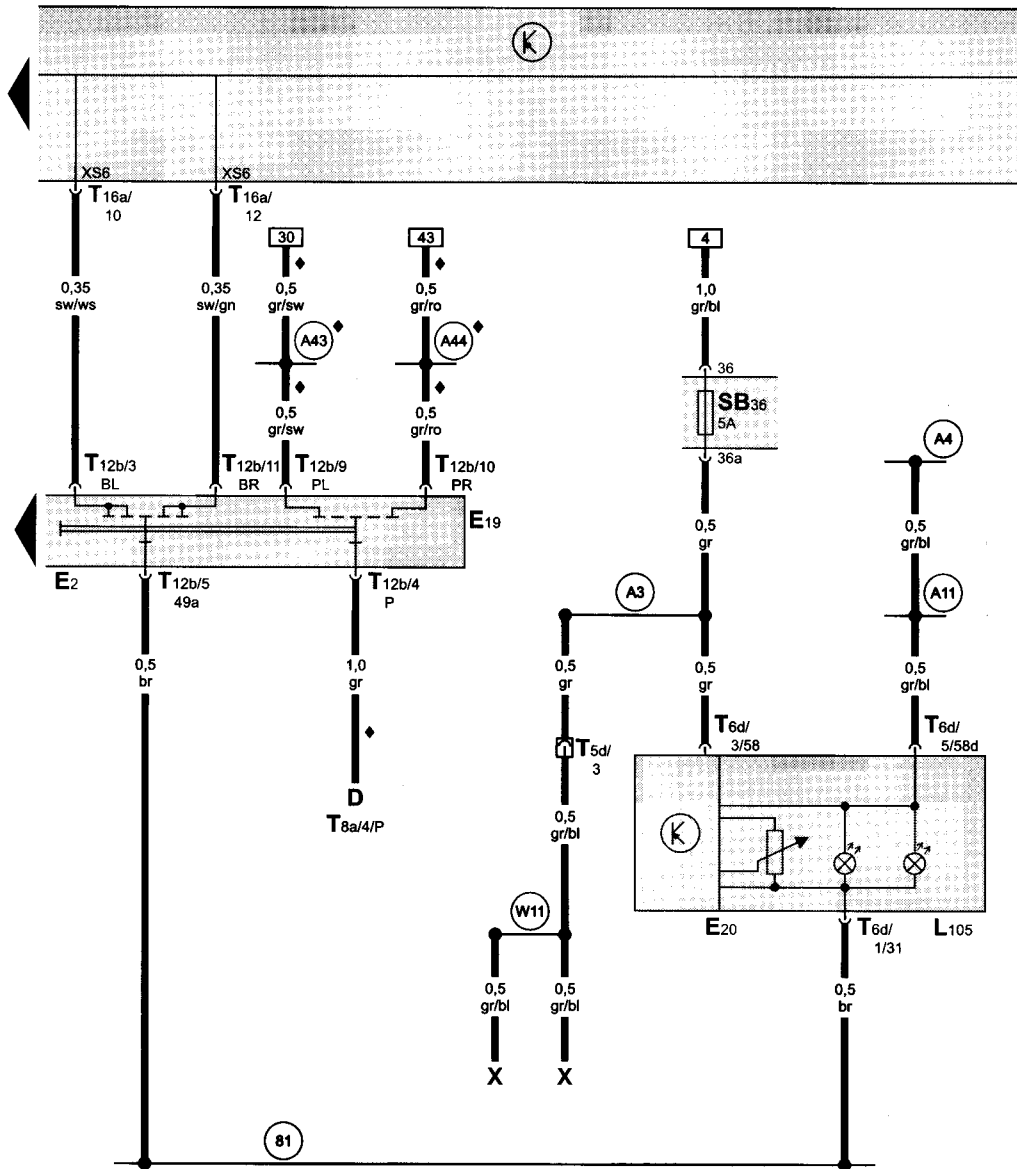 K
XS6
XS6
T16a/
10
T16a/
12
30
43
4
0,35
sw/ws
0,35
sw/gn
0,5
gr/sw
0,5
gr/ro
1,0
gr/bl
A43
A44
36
SB36
5A
36a
0,5
gr/sw
0,5
gr/ro
A4
T12b/3
BL
T12b/11
BR
T12b/9
PL
T12b/10
PR
E19
0,5
gr
0,5
gr/bl
E2
T12b/5
49a
T12b/4
P
A3
A11
0,5
br
1,0
gr
0,5
gr
0,5
gr
0,5
gr/bl
T6d/
3/58
T6d/
5/58d
T5d/
3
D
T8a/4/P
0,5
gr/bl
K
W11
E20
T6d/
1/31
L105
0,5
gr/bl
0,5
gr/bl
0,5
br
X
X
81